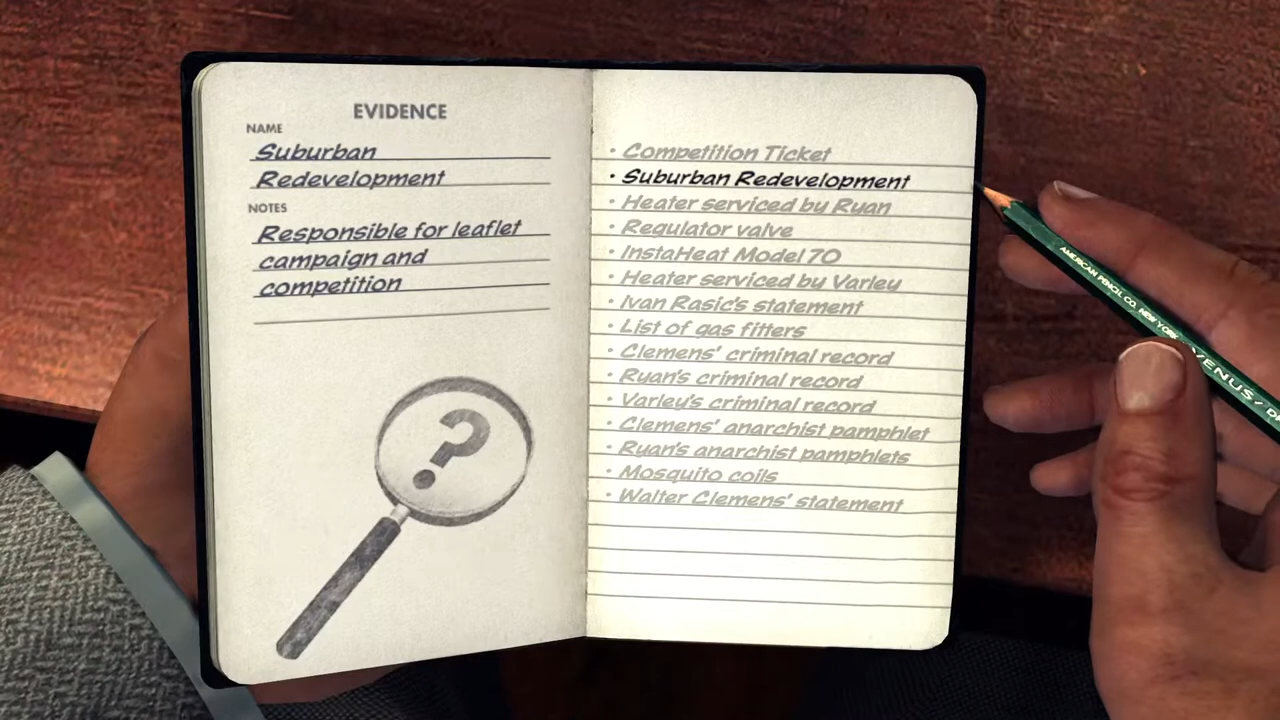 EVIDENCE
NAME
Suburban
Redevelopment
NOTES
Responsible for leaflet
campaign and
competition
• Competition Ticket
• Suburban Redevelopment
• Heater serviced by Ryan
• Regulator valve
• InstaHeat Model 70
• Heater serviced by Varley
• Ivan Rasic's statement
• List of gas fitters
• Clemens' criminal record
• Ryan's criminal record
• Varley's criminal record
• Clemens' anarchist pamphlet
• Ryan's anarchist pamphlets
• Mosquito coils
• Walter Clemens' statement
AMERICAN PENCIL CO. NEW YORK VENUS